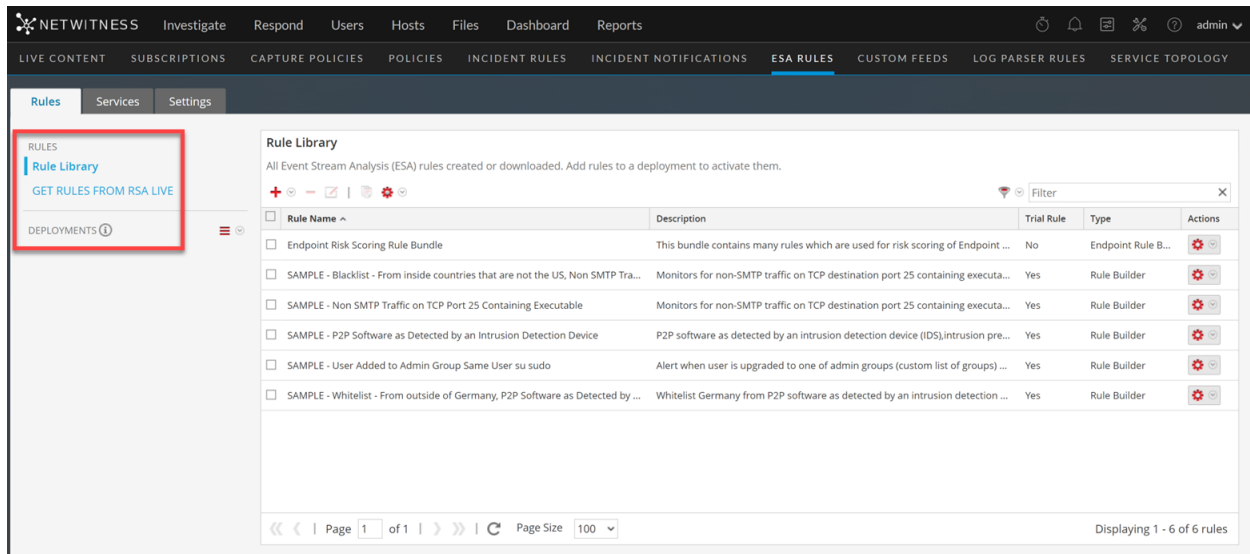 NETWITNESS Investigate Respond Users Hosts Files Dashboard Reports admin
LIVE CONTENT SUBSCRIPTIONS CAPTURE POLICIES POLICIES INCIDENT RULES INCIDENT NOTIFICATIONS ESA RULES CUSTOM FEEDS LOG PARSER RULES SERVICE TOPOLOGY
Rules Services Settings
RULES
Rule Library
GET RULES FROM RSA LIVE
DEPLOYMENTS
Rule Library
All Event Stream Analysis (ESA) rules created or downloaded. Add rules to a deployment to activate them.
Filter
Rule Name Description Trial Rule Type Actions
Endpoint Risk Scoring Rule Bundle This bundle contains many rules which are used for risk scoring of Endpoint ... No Endpoint Rule B...
SAMPLE - Blacklist - From inside countries that are not the US, Non SMTP Tra... Monitors for non-SMTP traffic on TCP destination port 25 containing executa... Yes Rule Builder
SAMPLE - Non SMTP Traffic on TCP Port 25 Containing Executable Monitors for non-SMTP traffic on TCP destination port 25 containing executa... Yes Rule Builder
SAMPLE - P2P Software as Detected by an Intrusion Detection Device P2P software as detected by an intrusion detection device (IDS),intrusion pre... Yes Rule Builder
SAMPLE - User Added to Admin Group Same User su sudo Alert when user is upgraded to one of admin groups (custom list of groups) ... Yes Rule Builder
SAMPLE - Whitelist - From outside of Germany, P2P Software as Detected by ... Whitelist Germany from P2P software as detected by an intrusion detection ... Yes Rule Builder
Page 1 of 1 Page Size 100 Displaying 1 - 6 of 6 rules